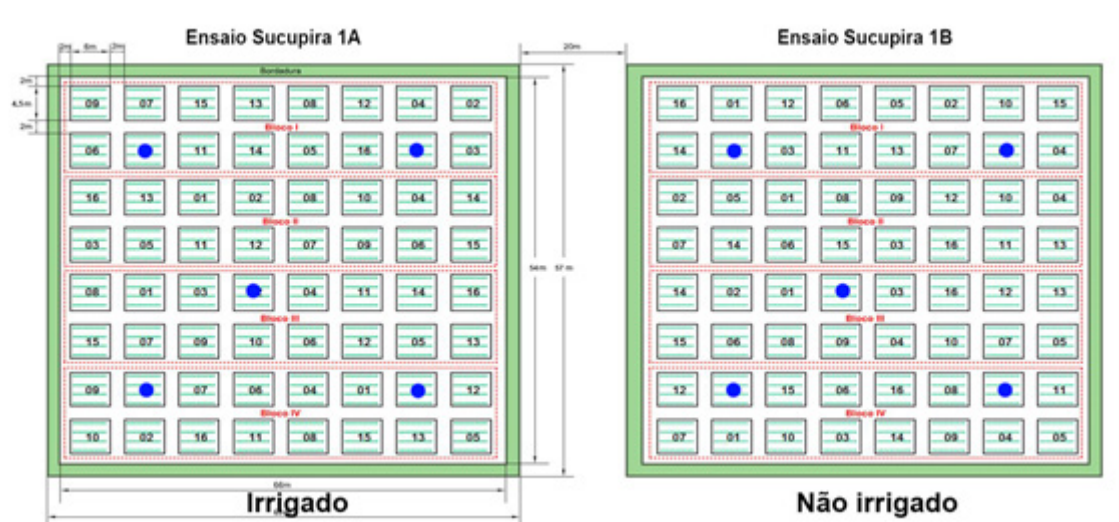 Ensaio Sucupira 1A
Ensaio Sucupira 1B
2m 6m 2m
20m
Bordadura
2m
4,5m
2m
09 07 15 13 08 12 04 02
Bloco I
06 11 14 05 16 03
16 13 01 02 08 10 04 14
Bloco II
03 05 11 12 07 09 06 15
08 01 03 04 11 14 16
Bloco III
15 07 09 10 06 12 05 13
09 07 06 04 01 12
Bloco IV
10 02 16 11 08 15 13 05
54m 57 m
16 01 12 06 05 02 10 15
Bloco I
14 03 11 13 07 04
02 05 01 08 09 12 10 04
Bloco II
07 14 06 15 03 16 11 13
14 02 01 03 16 12 13
Bloco III
15 06 08 09 04 10 07 05
12 15 06 16 08 11
Bloco IV
07 01 10 03 14 09 04 05
66m
Irrigado
Não irrigado